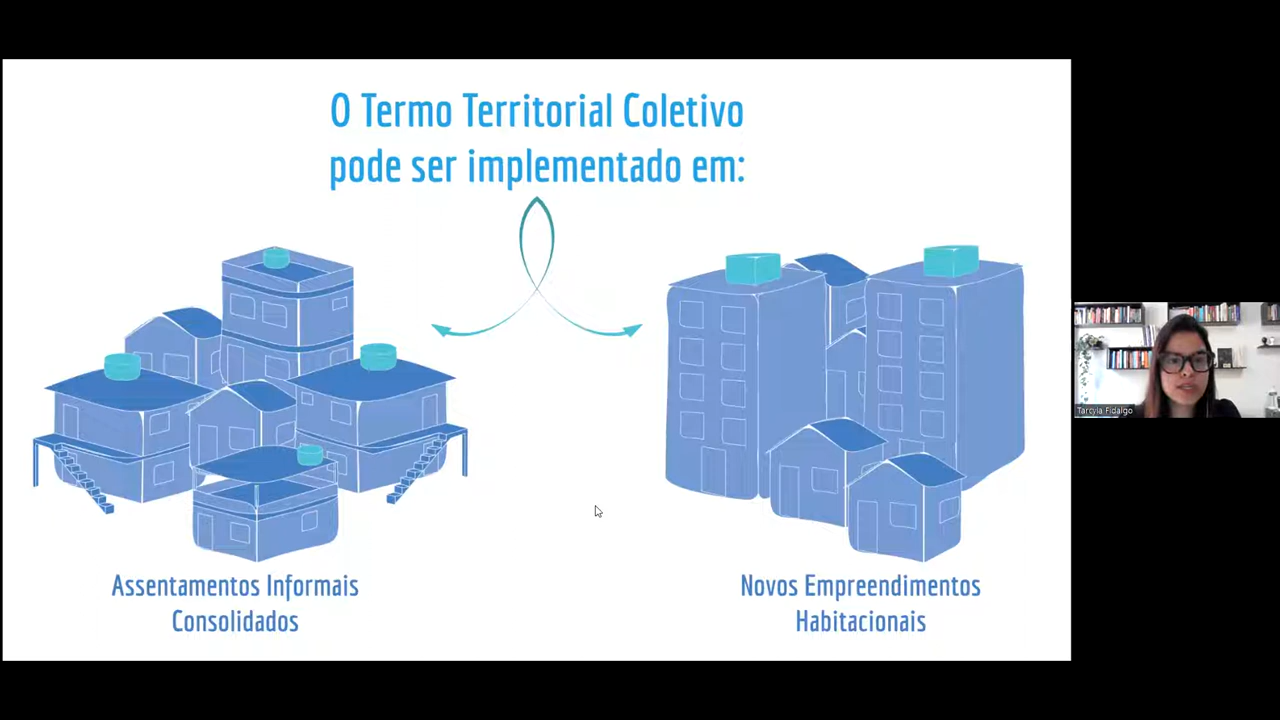 O Termo Territorial Coletivo
pode ser implementado em:
Assentamentos Informais
Consolidados
Novos Empreendimentos
Habitacionais
Tarcyla Fidalgo